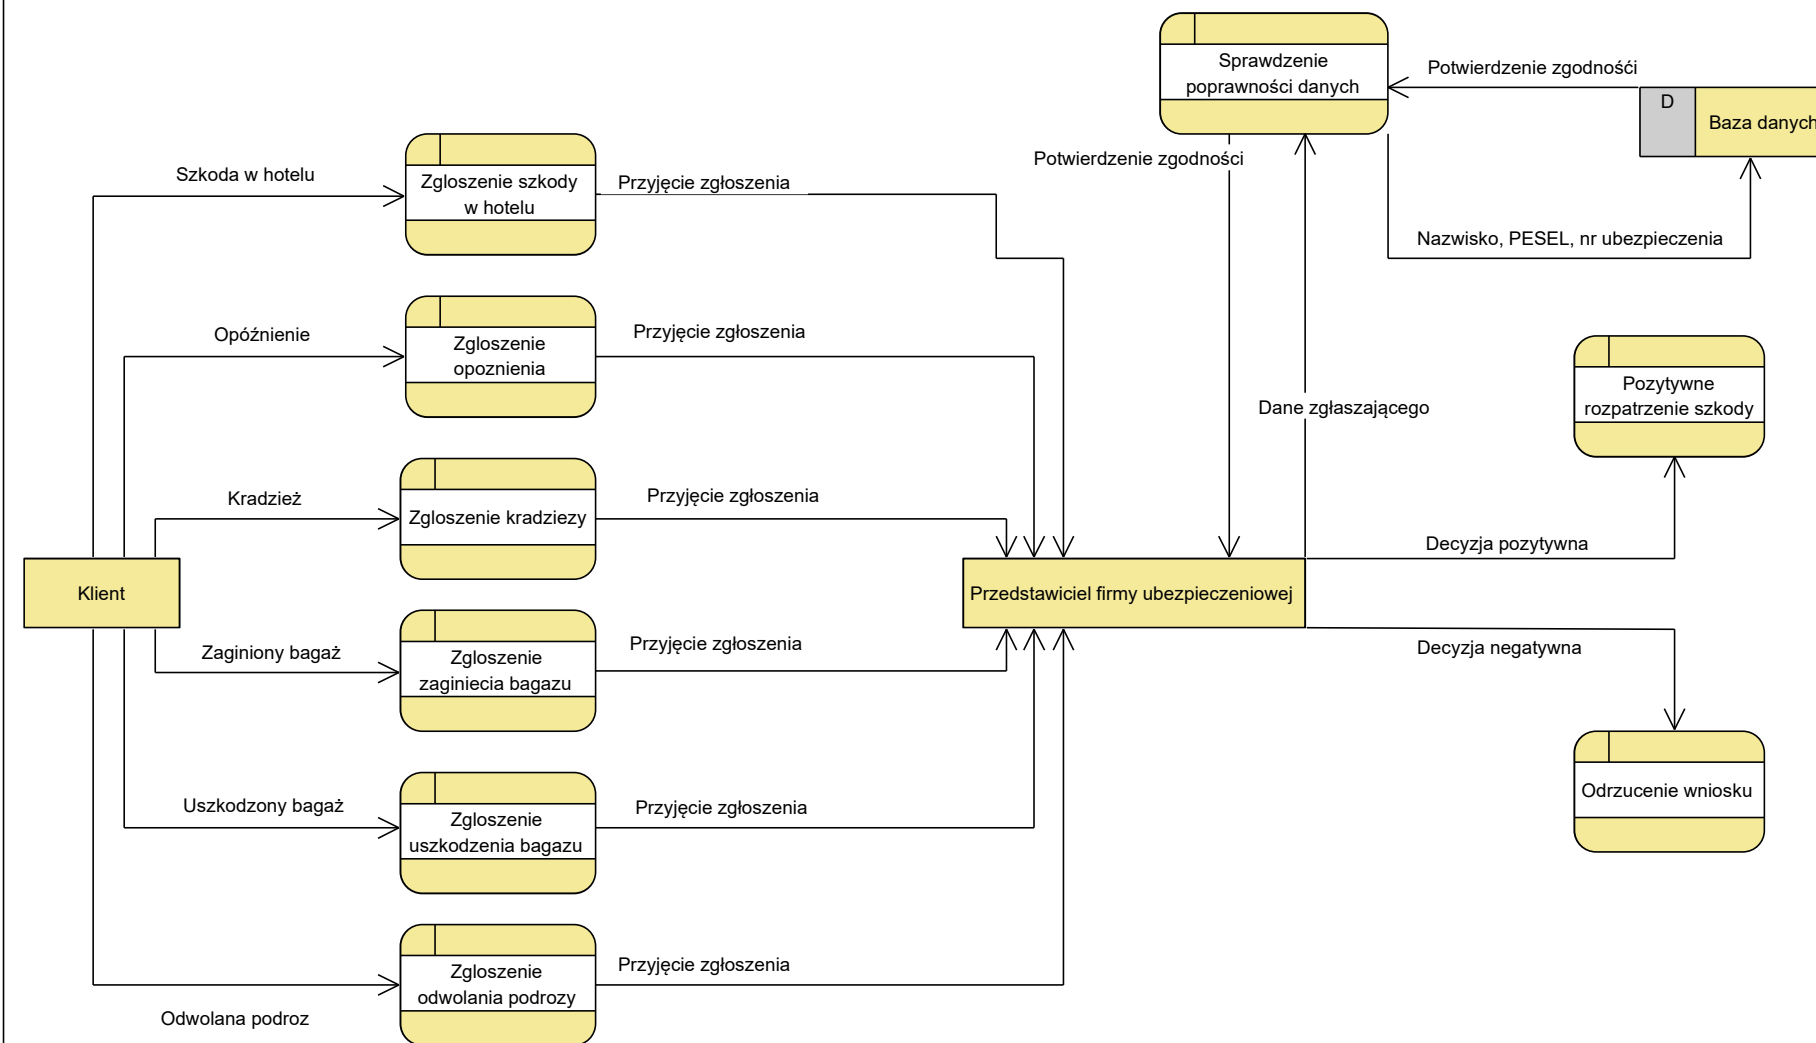 Sprawdzenie
poprawności danych
Potwierdzenie zgodnośći
D
Baza danych
Potwierdzenie zgodności
Nazwisko, PESEL, nr ubezpieczenia
Szkoda w hotelu
Zgloszenie szkody
w hotelu
Przyjęcie zgłoszenia
Opóźnienie
Zgloszenie
opoznienia
Przyjęcie zgłoszenia
Pozytywne
rozpatrzenie szkody
Dane zgłaszającego
Kradzież
Zgloszenie kradziezy
Przyjęcie zgłoszenia
Decyzja pozytywna
Klient
Przedstawiciel firmy ubezpieczeniowej
Zaginiony bagaż
Zgloszenie
zaginiecia bagazu
Przyjęcie zgłoszenia
Decyzja negatywna
Uszkodzony bagaż
Zgloszenie
uszkodzenia bagazu
Przyjęcie zgłoszenia
Odrzucenie wniosku
Zgloszenie
odwolania podrozy
Przyjęcie zgłoszenia
Odwolana podroz